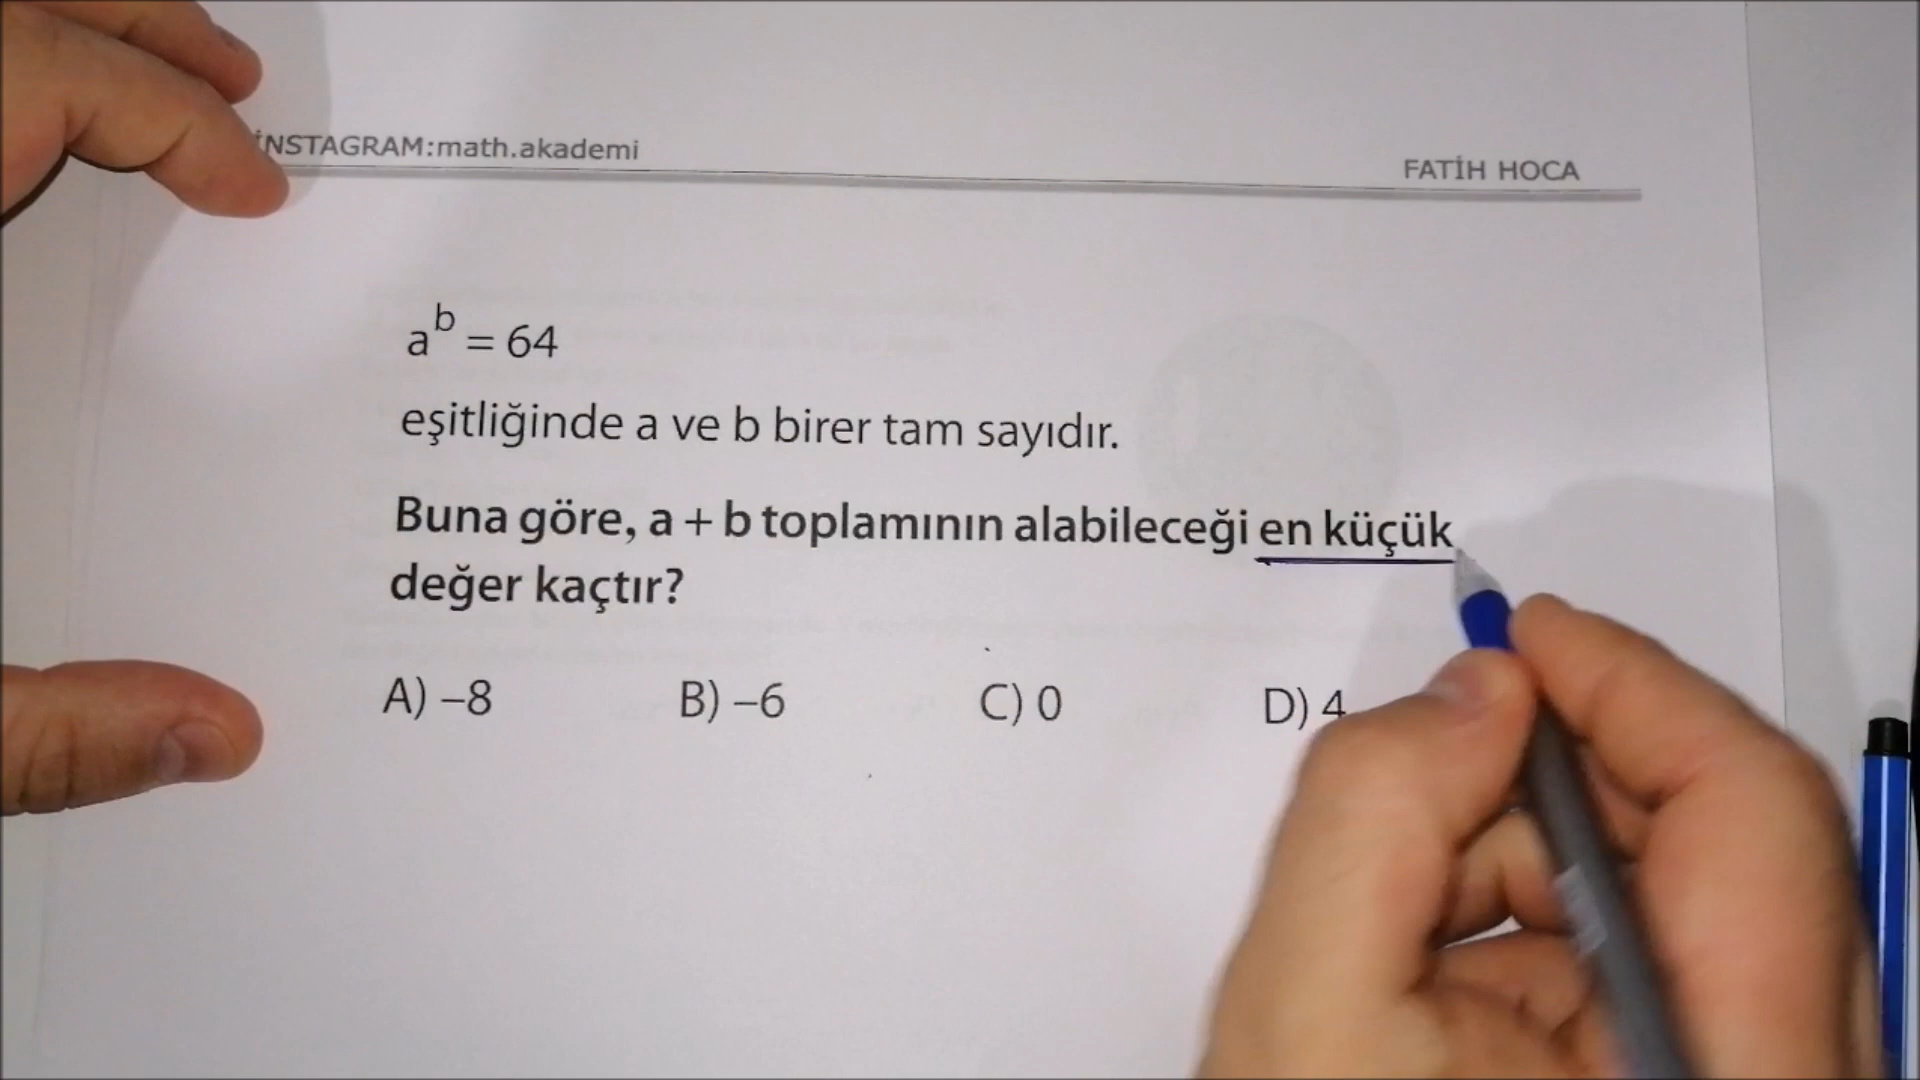 İNSTAGRAM:math.akademi
FATİH HOCA
a^b = 64
eşitliğinde a ve b birer tam sayıdır.
Buna göre, a + b toplamının alabileceği en küçük
değer kaçtır?
A) –8 B) –6 C) 0 D) 4